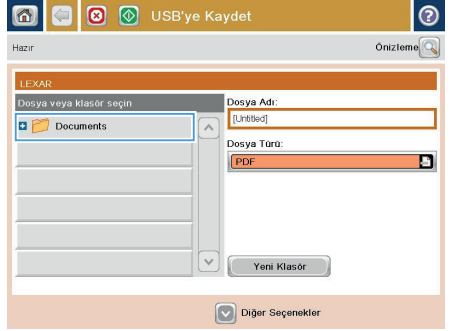 USB'ye Kaydet
Hazır
Önizleme
LEXAR
Dosya veya klasör seçin
Documents
Dosya Adı:
[Untitled]
Dosya Türü:
PDF
Yeni Klasör
Diğer Seçenekler